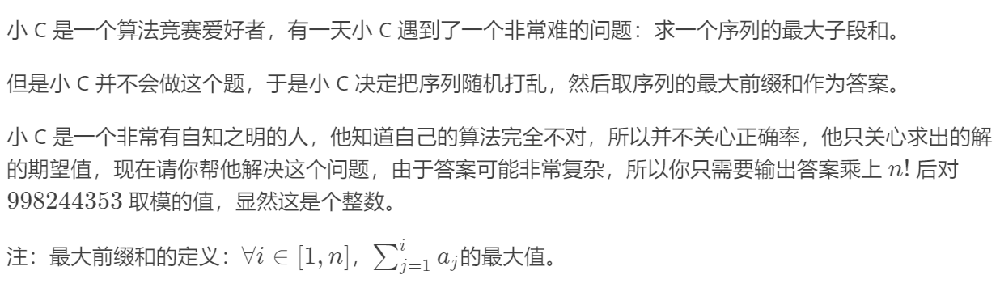 小 C 是一个算法竞赛爱好者，有一天小 C 遇到了一个非常难的问题：求一个序列的最大子段和。
但是小 C 并不会做这个题，于是小 C 决定把序列随机打乱，然后取序列的最大前缀和作为答案。
小 C 是一个非常有自知之明的人，他知道自己的算法完全不对，所以并不关心正确率，他只关心求出的解
的期望值，现在请你帮他解决这个问题，由于答案可能非常复杂，所以你只需要输出答案乘上 n! 后对
998244353 取模的值，显然这是个整数。
注：最大前缀和的定义：∀i ∈ [1, n]，∑_{j=1}^{i} a_j的最大值。